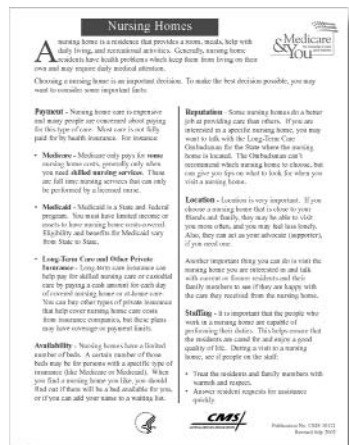 Nursing Homes
A nursing home is a residence that provides a room, meals, help with
daily living, and recreational activities. Generally, nursing home
residents have health problems which keep them from living on their
own and may require daily medical attention.
Medicare
& You
Choosing a nursing home is an important decision. To make the best decision possible, you may
want to consider some important facts:
Payment - Nursing home care is expensive
and many people are concerned about paying
for this type of care. Most care is not fully
paid for by health insurance. For instance:
• Medicare - Medicare only pays for some
nursing home costs, generally only when
you need skilled nursing services. These
are full time nursing services that can only
be performed by a licensed nurse.
• Medicaid - Medicaid is a State and Federal
program. You must have limited income or
assets to have nursing home costs covered.
Eligibility and benefits for Medicaid vary
from State to State.
• Long-Term Care and Other Private
Insurance - Long-term care insurance can
help pay for skilled nursing care or custodial
care by paying a cash amount for each day
of covered nursing home or at-home care.
You can buy other types of private insurance
that help cover nursing home care costs
from insurance companies, but these plans
may have coverage or payment limits.
Availability - Nursing homes have a limited
number of beds. A certain number of those
beds may be for persons with a specific type of
insurance (like Medicare or Medicaid). When
you find a nursing home you like, you should
find out if there will be a bed available for you,
or if you can add your name to a waiting list.
Reputation - Some nursing homes do a better
job at providing care than others. If you are
interested in a specific nursing home, you may
want to talk with the Long-Term Care
Ombudsman for the State where the nursing
home is located. The Ombudsman can't
recommend which nursing home to choose, but
can give you tips on what to look for when you
visit a nursing home.
Location - Location is very important. If you
choose a nursing home that is close to your
friends and family, they may be able to visit
you more often, and you may feel less lonely.
Also, they can act as your advocate (supporter),
if you need one.
Another important thing you can do is visit the
nursing home you are interested in and talk
with current or former residents and their
family members to see if they are happy with
the care they received from the nursing home.
Staffing - It is important that the people who
work in a nursing home are capable of
performing their duties. This helps ensure that
the residents are cared for and enjoy a good
quality of life. During a visit to a nursing
home, see if people on the staff:
• Treat the residents and family members with
warmth and respect.
• Answer resident requests for assistance
quickly.
CMS
Publication No. CMS-
Revised July 2002